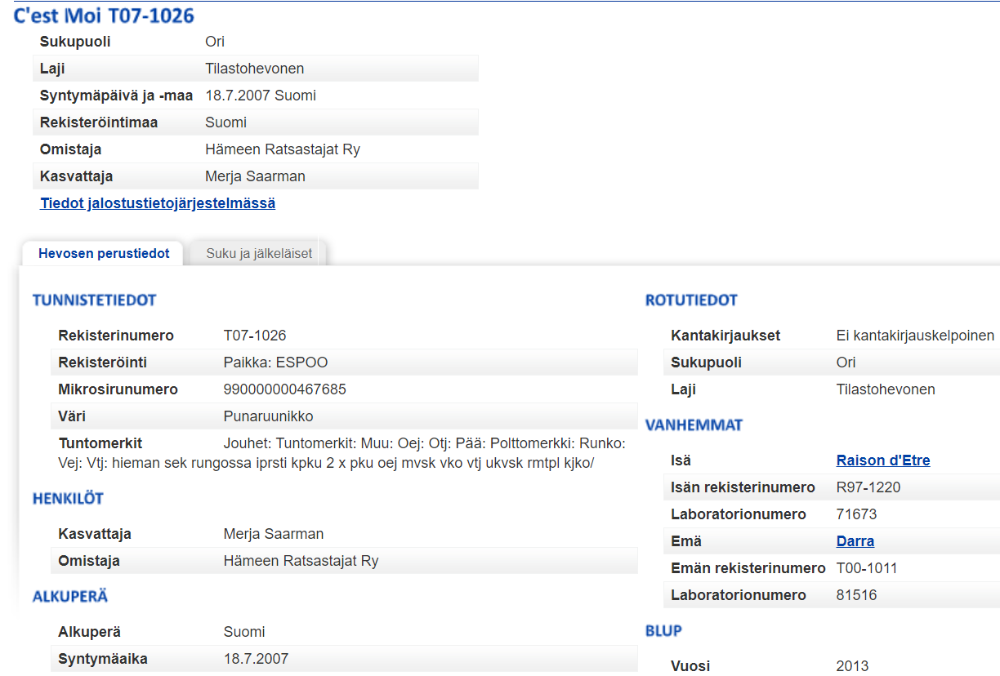 C'est Moi T07-1026
Sukupuoli Ori
Laji Tilastohevonen
Syntymäpäivä ja -maa 18.7.2007 Suomi
Rekisteröintimaa Suomi
Omistaja Hämeen Ratsastajat Ry
Kasvattaja Merja Saarman
Tiedot jalostustietojärjestelmässä
Hevosen perustiedot Suku ja jälkeläiset
TUNNISTETIEDOT
Rekisterinumero T07-1026
Rekisteröinti Paikka: ESPOO
Mikrosirunumero 990000000467685
Väri Punaruunikko
Tuntomerkit Jouhet: Tuntomerkit: Muu: Oej: Otj: Pää: Polttomerkki: Runko:
Vej: Vtj: hieman sek rungossa iprsti kpku 2 x pku oej mvsk vko vtj ukvsk rmtpl kjko/
HENKILÖT
Kasvattaja Merja Saarman
Omistaja Hämeen Ratsastajat Ry
ALKUPERÄ
Alkuperä Suomi
Syntymäaika 18.7.2007
ROTUTIEDOT
Kantakirjaukset Ei kantakirjauskelpoinen
Sukupuoli Ori
Laji Tilastohevonen
VANHEMMAT
Isä Raison d'Etre
Isän rekisterinumero R97-1220
Laboratorionumero 71673
Emä Darra
Emän rekisterinumero T00-1011
Laboratorionumero 81516
BLUP
Vuosi 2013